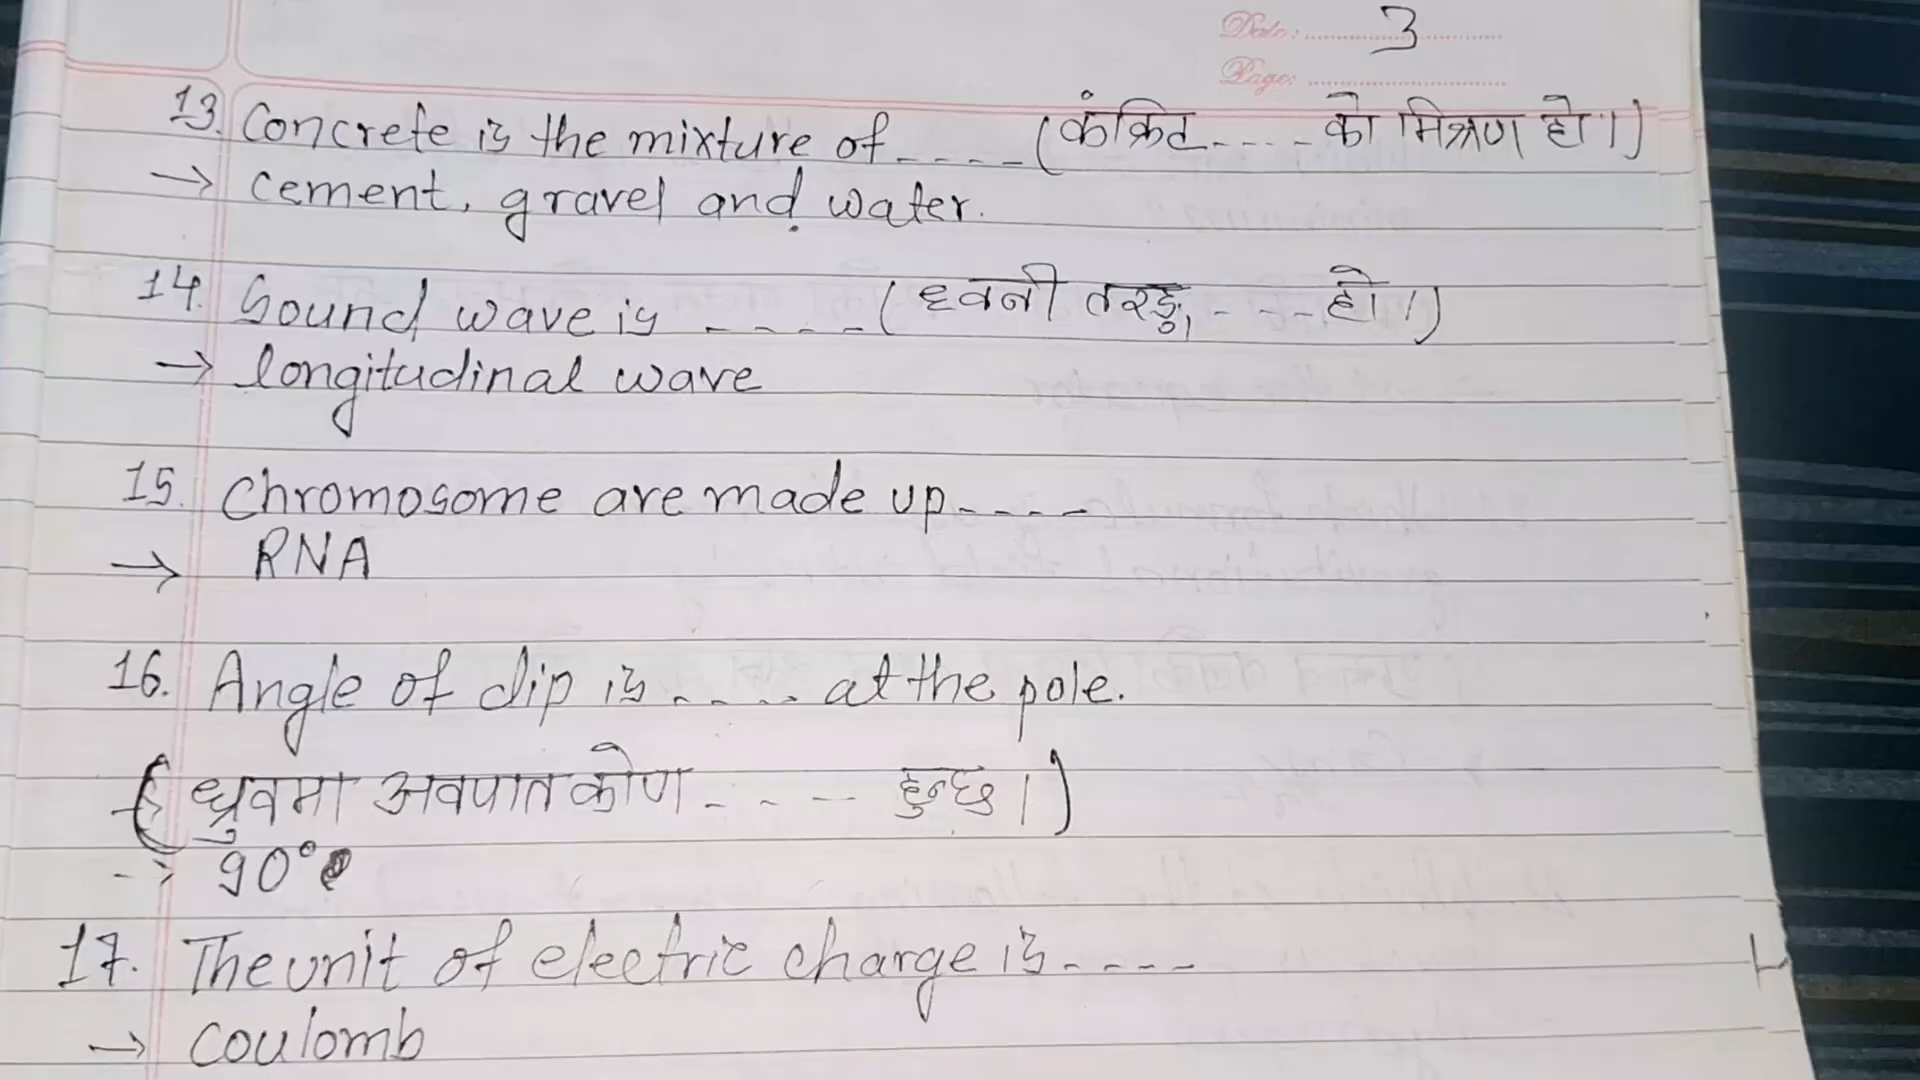 Date: 3
Page:
13. Concrete is the mixture of ---- (कंक्रिट ---- को मिश्रण हो।)
→ cement, gravel and water.
14. Sound wave is ---- (ध्वनी तरङ्ग, ---- हो।)
→ longitudinal wave
15. Chromosome are made up ----
→ RNA
16. Angle of dip is ---- at the pole.
(ध्रुवमा अवपात कोण ---- हुन्छ।)
→ 90°
17. The unit of electric charge is ----
→ coulomb